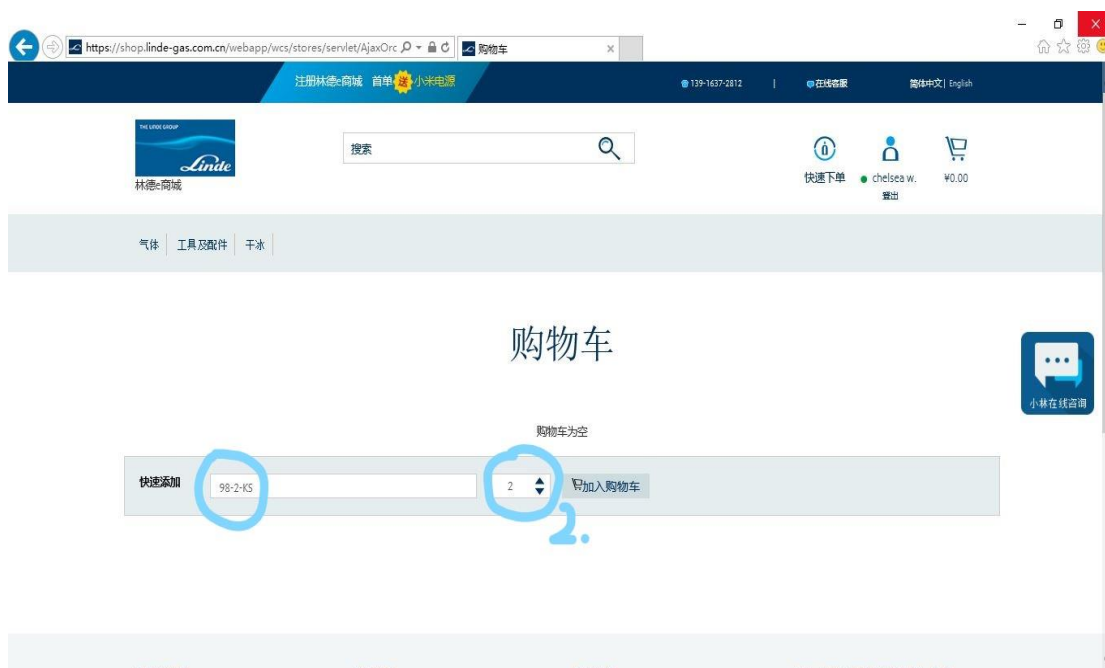 https://shop.linde-gas.com.cn/webapp/wcs/stores/servlet/AjaxOrc
购物车
注册林德e商城 首单送小米电源
139-1637-2812 | 在线客服 简体中文| English
THE LINDE GROUP
Linde
林德e商城
搜索
快速下单
chelsea w.
登出
¥0.00
气体 工具及配件 干冰
购物车
小林在线咨询
购物车为空
快速添加 98-2-KS 2 加入购物车
2.